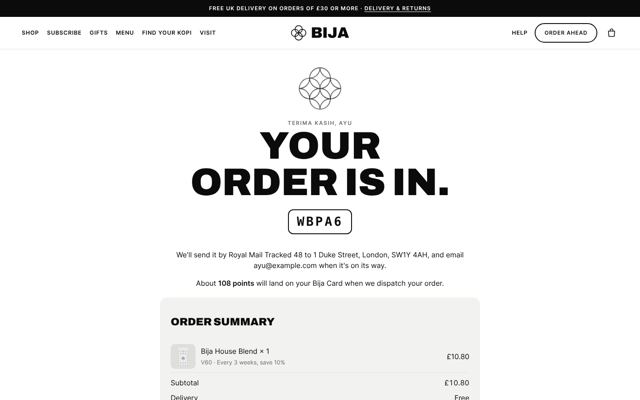 FREE UK DELIVERY ON ORDERS OF £30 OR MORE · DELIVERY & RETURNS
SHOP SUBSCRIBE GIFTS MENU FIND YOUR KOPI VISIT BIJA HELP ORDER AHEAD
TERIMA KASIH, AYU
YOUR
ORDER IS IN.
WBPA6
We'll send it by Royal Mail Tracked 48 to 1 Duke Street, London, SW1Y 4AH, and email
ayu@example.com when it's on its way.
About 108 points will land on your Bija Card when we dispatch your order.
ORDER SUMMARY
Bija House Blend × 1 £10.80
V60 · Every 3 weeks, save 10%
Subtotal £10.80
Delivery Free